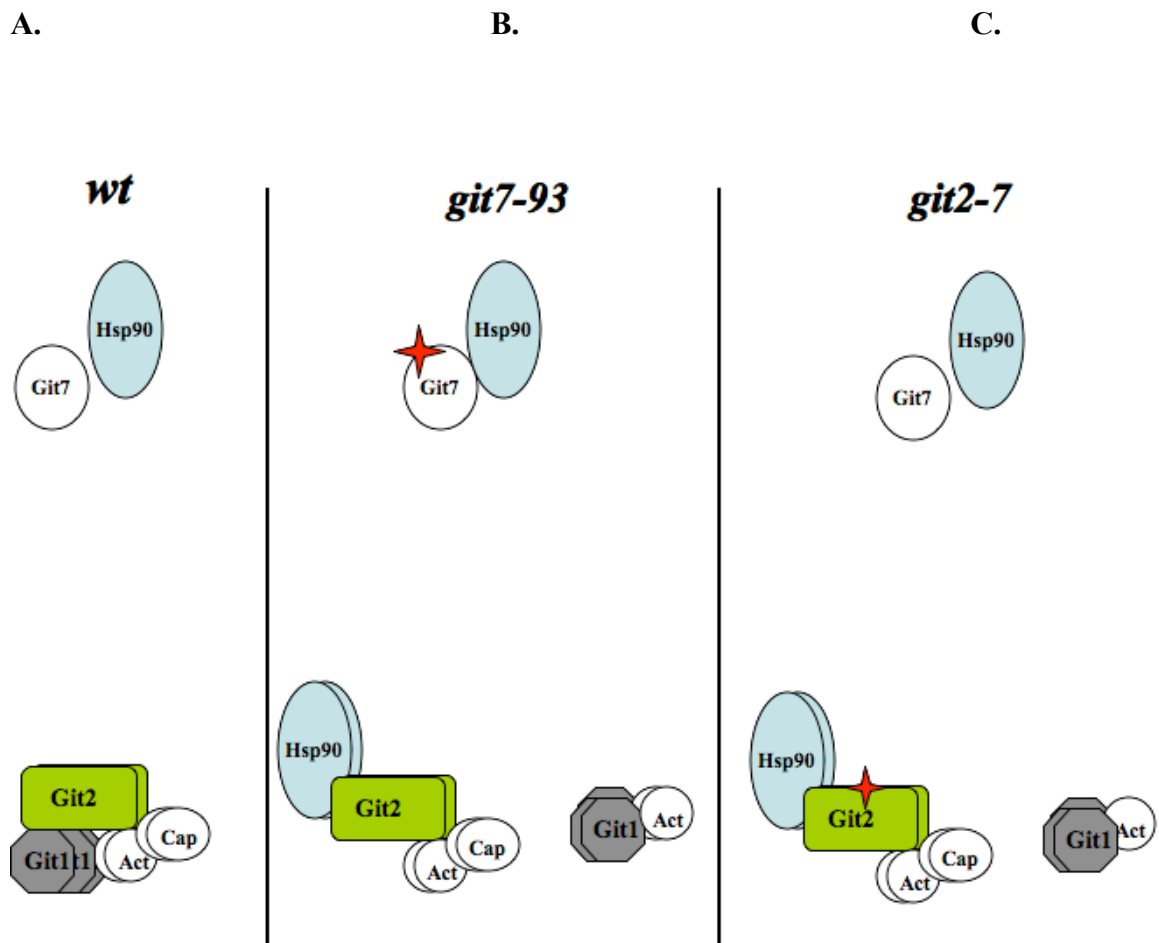 A. B. C.
wt git7-93 git2-7
Hsp90 Hsp90 Hsp90
Git7 Git7 Git7
Hsp90 Hsp90
Git2 Git2 Git2
Git1 t1 Act Cap Act Cap Git1 Act Act Cap Git1 Act